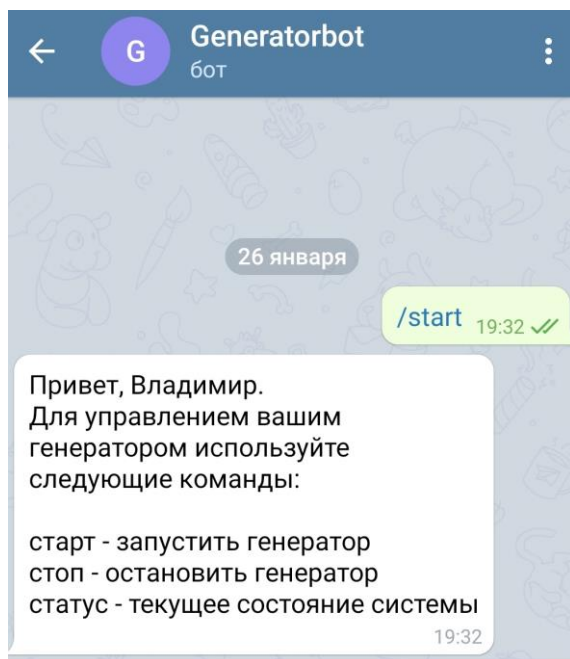 G
Generatorbot
бот
26 января
/start 19:32
Привет, Владимир.
Для управлением вашим
генератором используйте
следующие команды:
старт - запустить генератор
стоп - остановить генератор
статус - текущее состояние системы
19:32